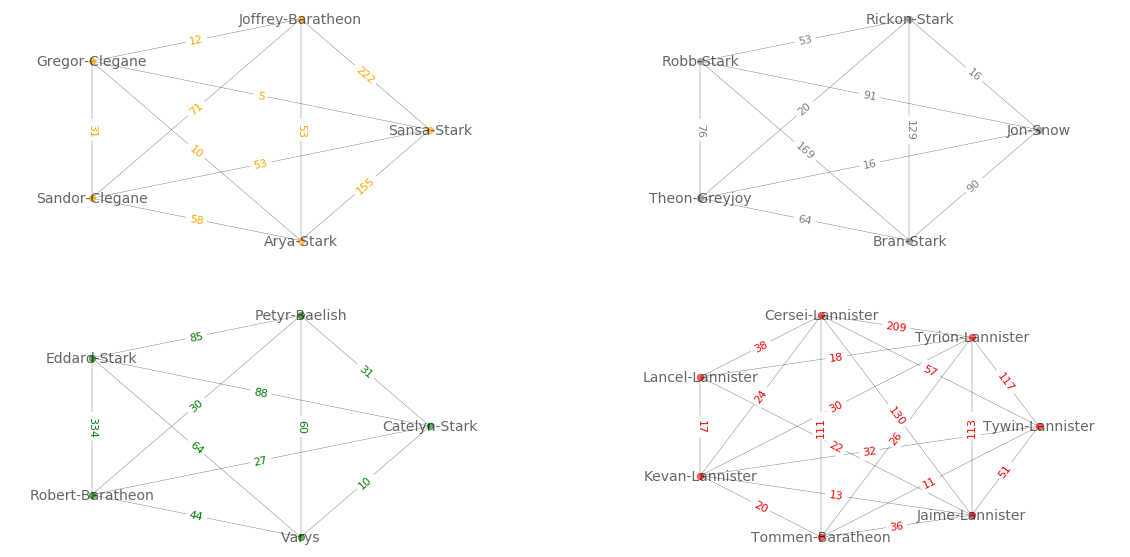 Joffrey-Baratheon
12
Gregor-Clegane
222
5
71
31
53
Sansa-Stark
10
53
155
Sandor-Clegane
58
Arya-Stark
Rickon-Stark
53
Robb-Stark
16
91
20
76
129
Jon-Snow
169
16
90
Theon-Greyjoy
64
Bran-Stark
Petyr-Baelish
85
Eddard-Stark
31
88
30
334
60
Catelyn-Stark
64
27
10
Robert-Baratheon
44
Varys
Cersei-Lannister
209
Tyrion-Lannister
38
18
57
Lancel-Lannister
117
24
30
130
17
111
113
Tywin-Lannister
26
22
32
Kevan-Lannister
51
11
13
20
Jaime-Lannister
36
Tommen-Baratheon